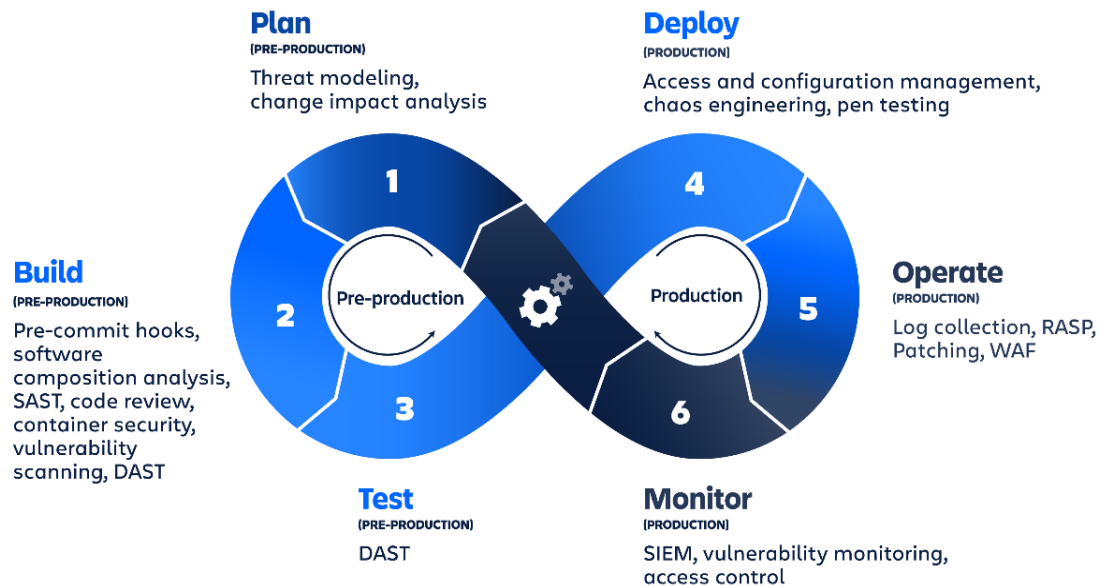 Plan
(PRE-PRODUCTION)
Threat modeling,
change impact analysis
Deploy
(PRODUCTION)
Access and configuration management,
chaos engineering, pen testing
1
4
Build
(PRE-PRODUCTION)
Pre-commit hooks,
software
composition analysis,
SAST, code review,
container security,
vulnerability
scanning, DAST
2
Pre-production
Production
5
Operate
(PRODUCTION)
Log collection, RASP,
Patching, WAF
3
6
Test
(PRE-PRODUCTION)
DAST
Monitor
(PRODUCTION)
SIEM, vulnerability monitoring,
access control